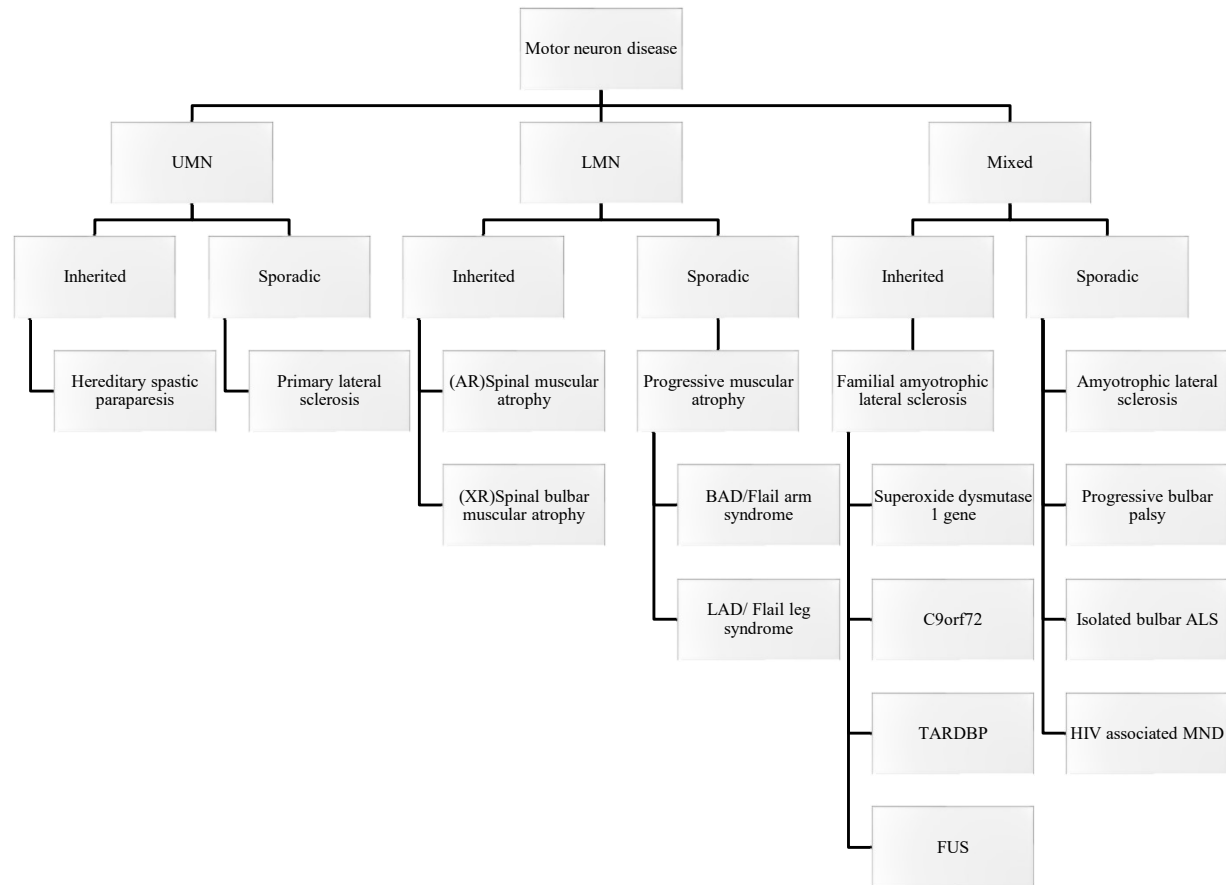 Motor neuron disease
UMN
LMN
Mixed
Inherited
Sporadic
Inherited
Sporadic
Inherited
Sporadic
Hereditary spastic
paraparesis
Primary lateral
sclerosis
(AR)Spinal muscular
atrophy
Progressive muscular
atrophy
Familial amyotrophic
lateral sclerosis
Amyotrophic lateral
sclerosis
(XR)Spinal bulbar
muscular atrophy
BAD/Flail arm
syndrome
Superoxide dysmutase
1 gene
Progressive bulbar
palsy
LAD/ Flail leg
syndrome
C9orf72
Isolated bulbar ALS
TARDBP
HIV associated MND
FUS